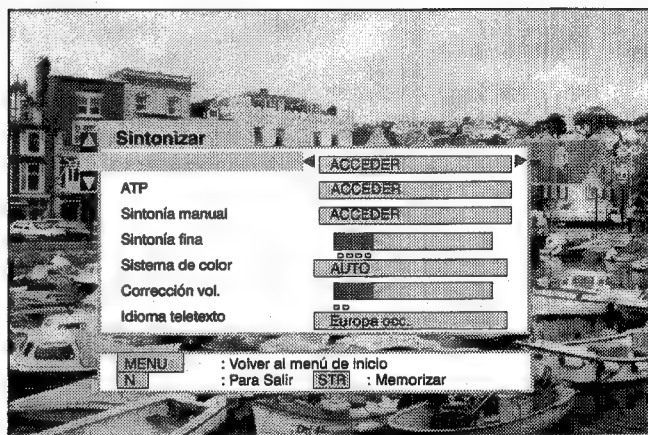 Sintonizar
ACCEDER
ATP ACCEDER
Sintonía manual ACCEDER
Sintonía fina
Sistema de color AUTO
Corrección vol.
Idioma teletexto Europa occ.
MENU : Volver al menú de inicio
N : Para Salir STR : Memorizar